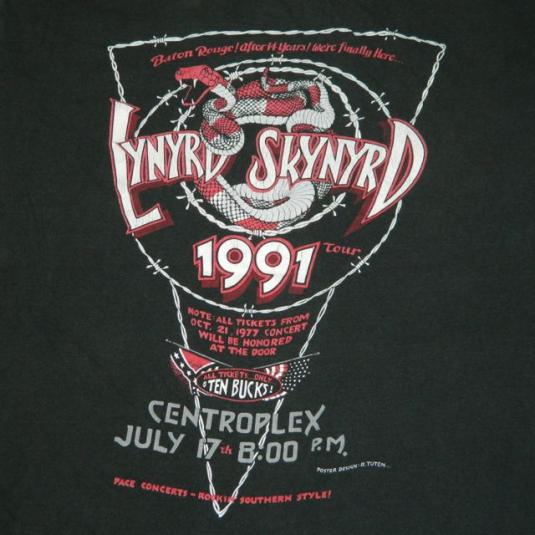 Baton Rouge! After 14 Years! We're finally Here...
LYNYRD SKYNYRD
1991 Tour
NOTE: ALL TICKETS FROM
OCT. 21, 1977 CONCERT
WILL BE HONORED
AT THE DOOR
ALL TICKETS ONLY
TEN BUCKS!
CENTROPLEX
JULY 17th 8:00 P.M.
POSTER DESIGN: R. TUTEN...
PACE CONCERTS - ROCKIN SOUTHERN STYLE!